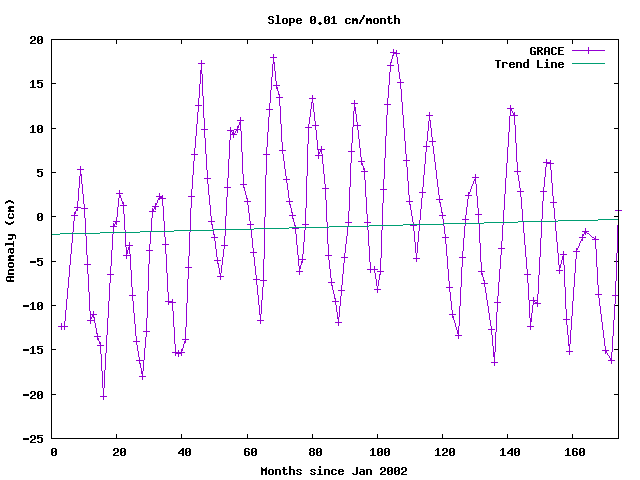 Slope 0.01 cm/month
GRACE
Trend Line
20
15
10
5
0
-5
-10
-15
-20
-25
Anomaly (cm)
0 20 40 60 80 100 120 140 160
Months since Jan 2002